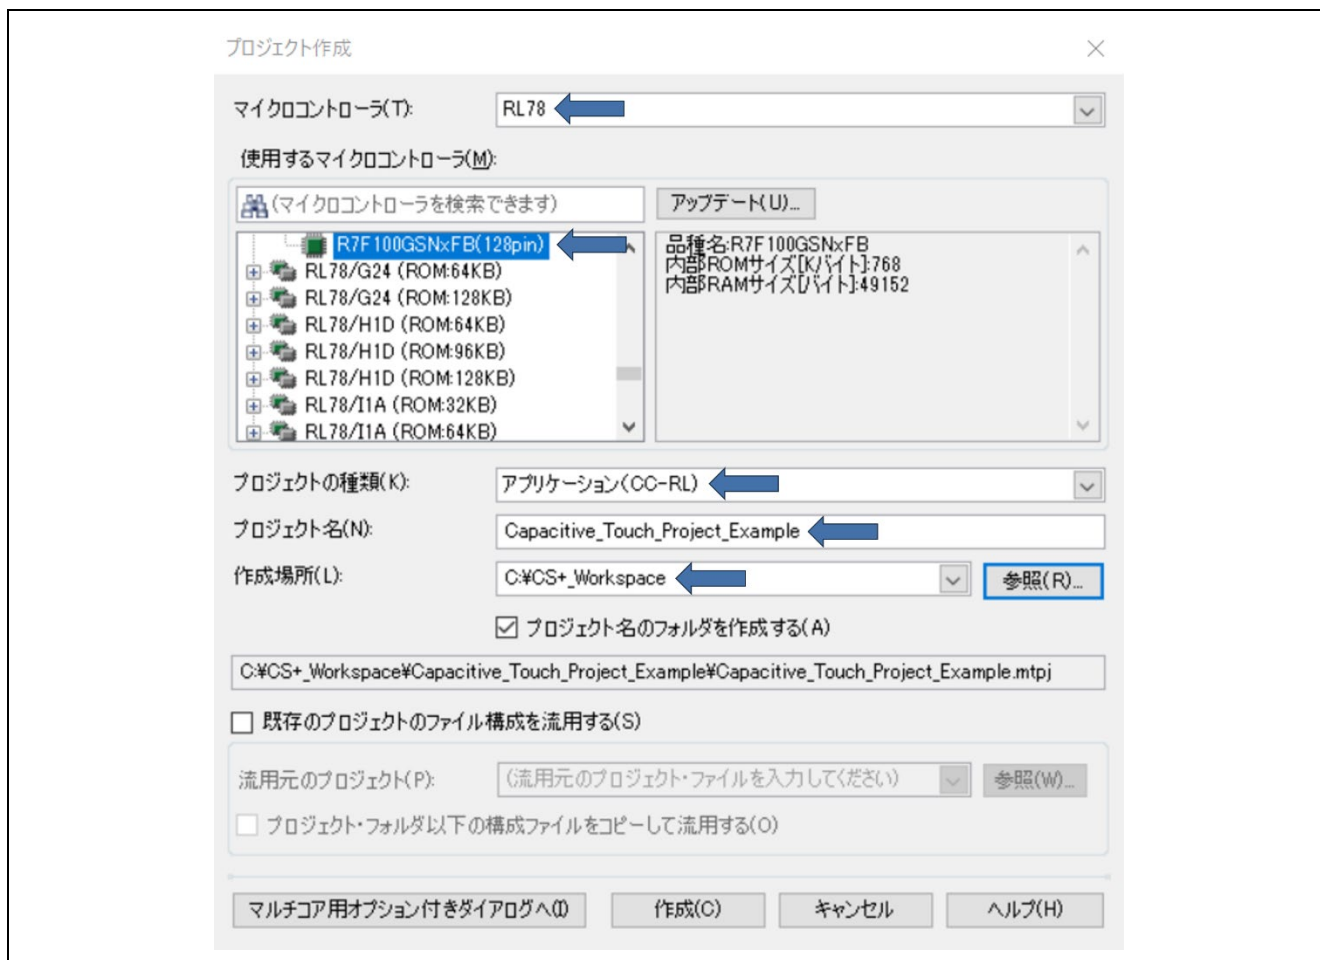 プロジェクト作成
マイクロコントローラ(T): RL78
使用するマイクロコントローラ(M):
(マイクロコントローラを検索できます) アップデート(U)...
R7F100GSNxFB(128pin)
RL78/G24 (ROM:64KB)
RL78/G24 (ROM:128KB)
RL78/H1D (ROM:64KB)
RL78/H1D (ROM:96KB)
RL78/H1D (ROM:128KB)
RL78/I1A (ROM:32KB)
RL78/I1A (ROM:64KB)
品種名:R7F100GSNxFB
内部ROMサイズ[Kバイト]:768
内部RAMサイズ[バイト]:49152
プロジェクトの種類(K): アプリケーション(CC-RL)
プロジェクト名(N): Capacitive_Touch_Project_Example
作成場所(L): C:¥CS+_Workspace 参照(R)...
プロジェクト名のフォルダを作成する(A)
C:¥CS+_Workspace¥Capacitive_Touch_Project_Example¥Capacitive_Touch_Project_Example.mtpj
既存のプロジェクトのファイル構成を流用する(S)
流用元のプロジェクト(P): (流用元のプロジェクト・ファイルを入力してください) 参照(W)...
プロジェクト・フォルダ以下の構成ファイルをコピーして流用する(O)
マルチコア用オプション付きダイアログへ(I) 作成(C) キャンセル ヘルプ(H)